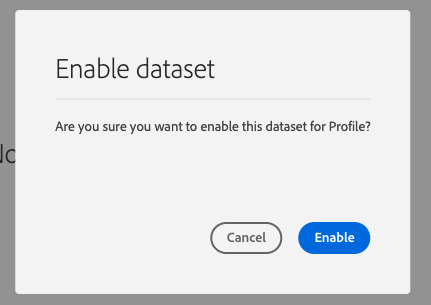 Enable dataset
Are you sure you want to enable this dataset for Profile?
Cancel
Enable